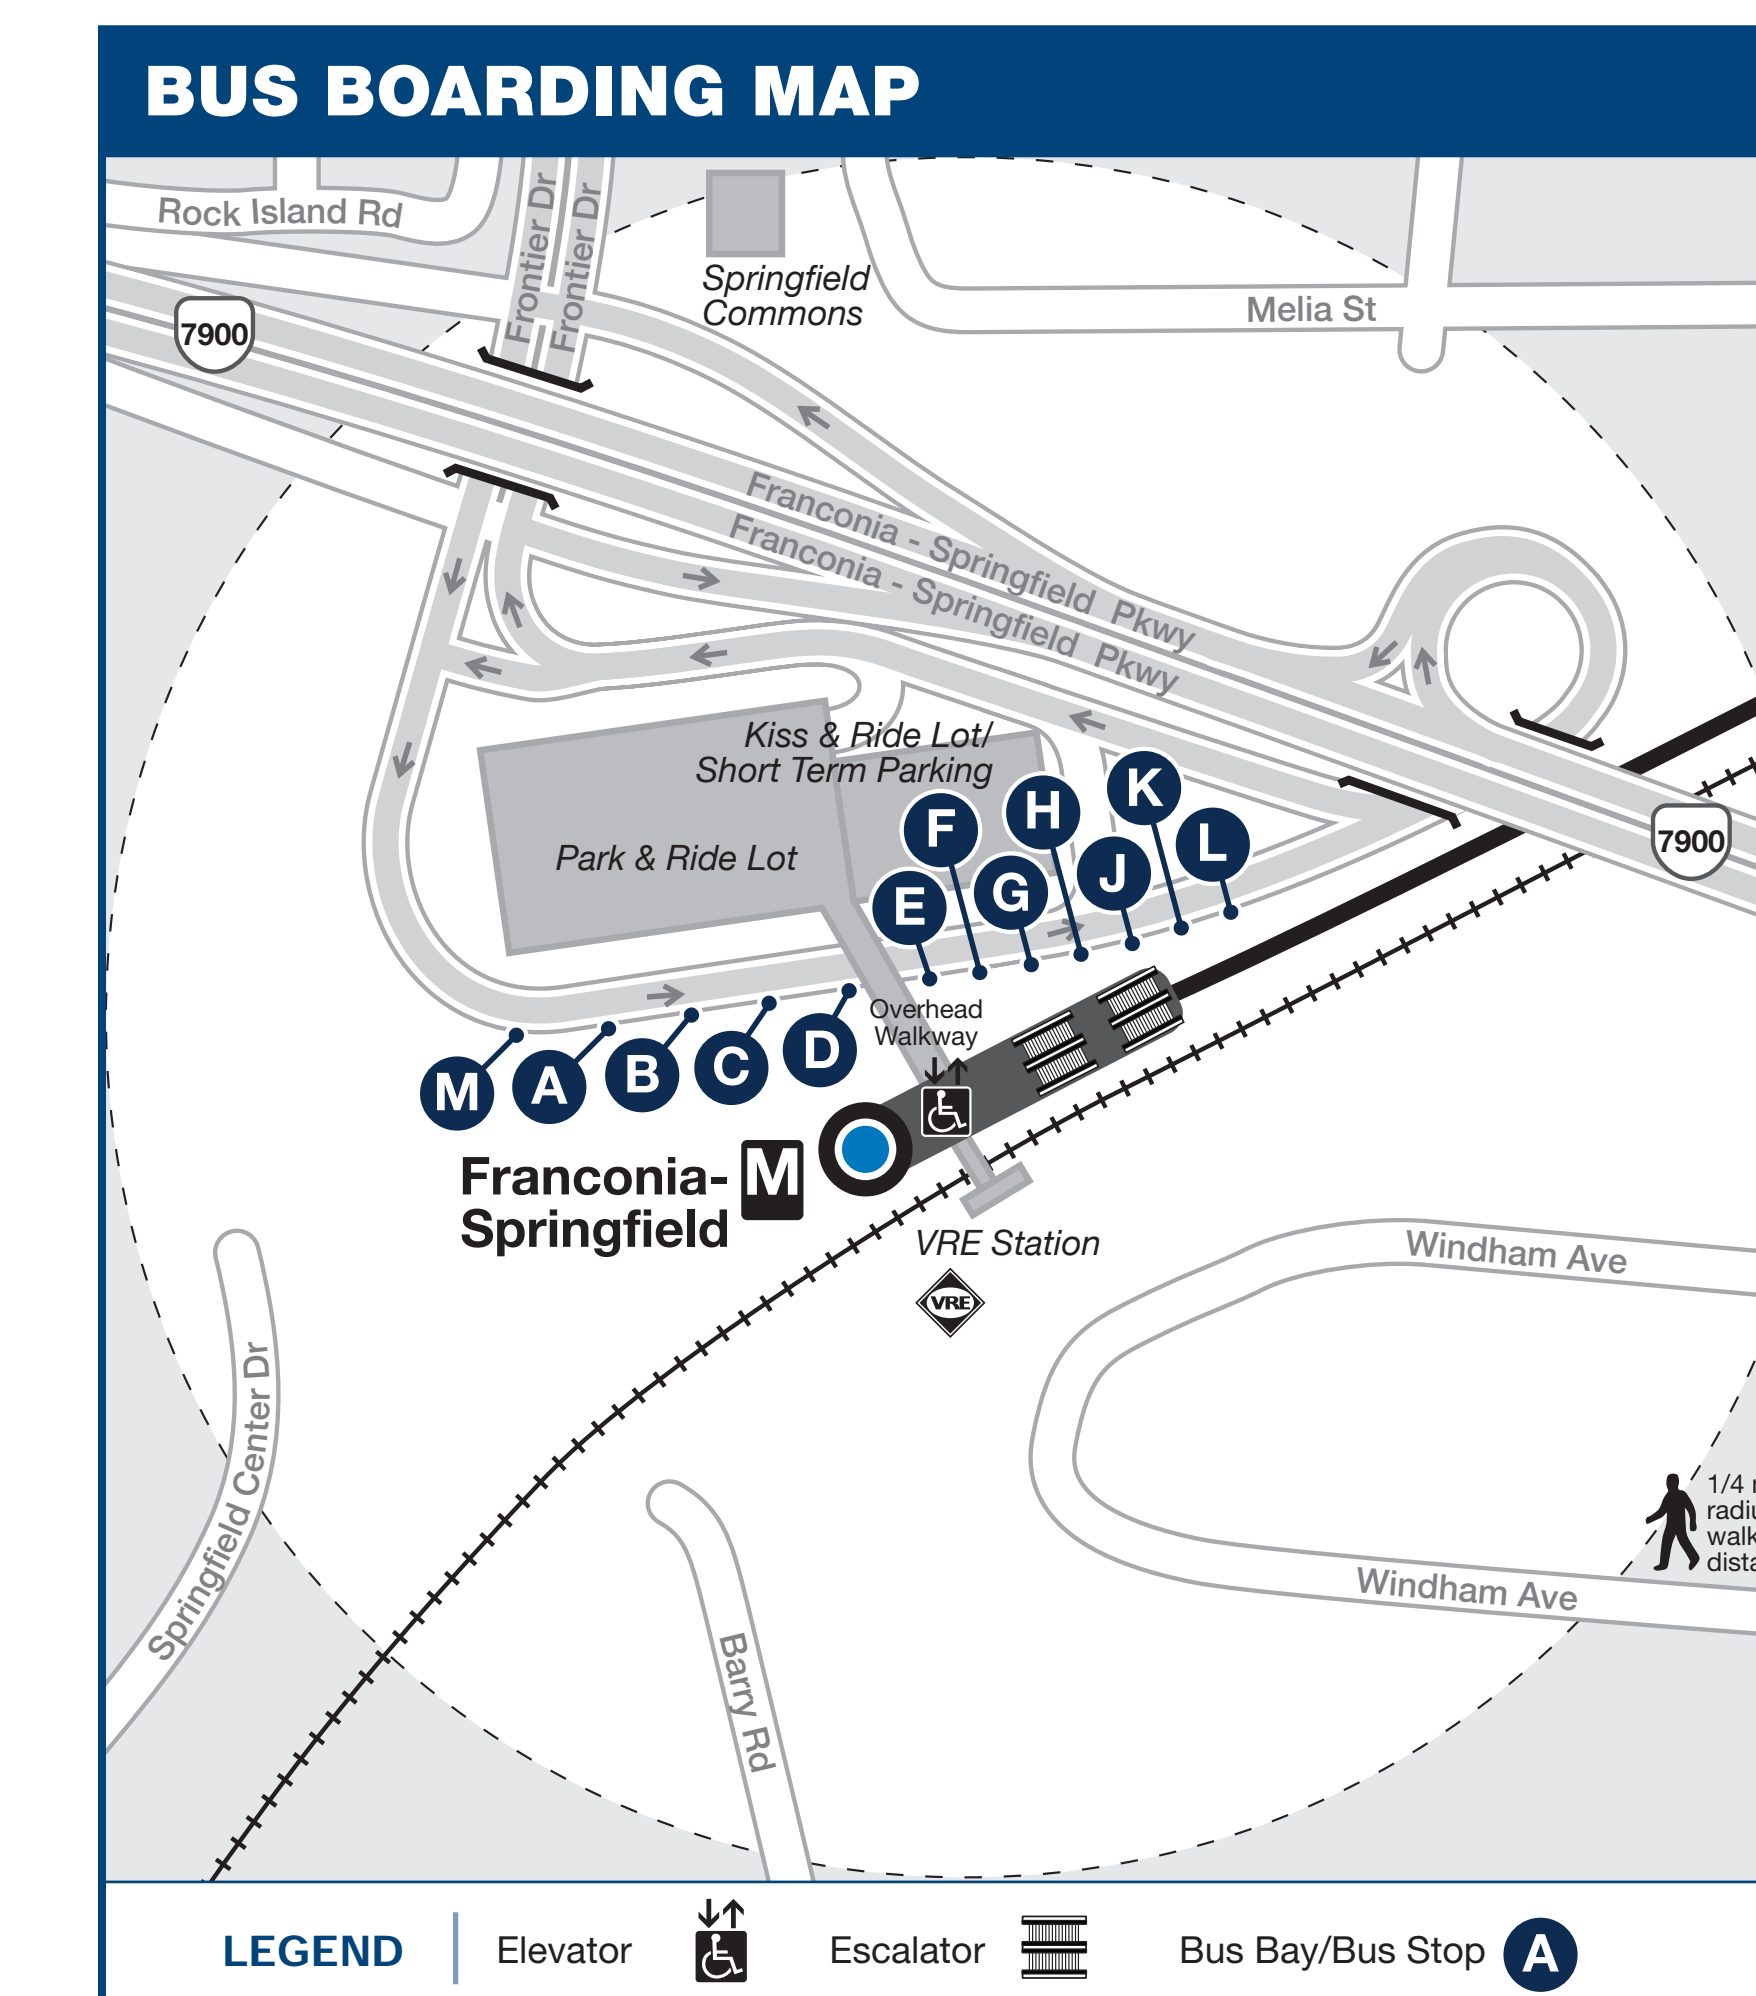 BUS BOARDING MAP
Rock Island Rd
Frontier Dr
Frontier Dr
Springfield
Commons
Melia St
7900
Franconia - Springfield Pkwy
Franconia - Springfield Pkwy
Kiss & Ride Lot/
Short Term Parking
Park & Ride Lot
7900
K
H
F
L
J
G
E
Overhead
Walkway
D
C
B
A
M
Franconia-
Springfield
M
VRE Station
VRE
Windham Ave
Springfield Center Dr
1/4
Windham Ave
Barry Rd
LEGEND
Elevator
Escalator
Bus Bay/Bus Stop
A